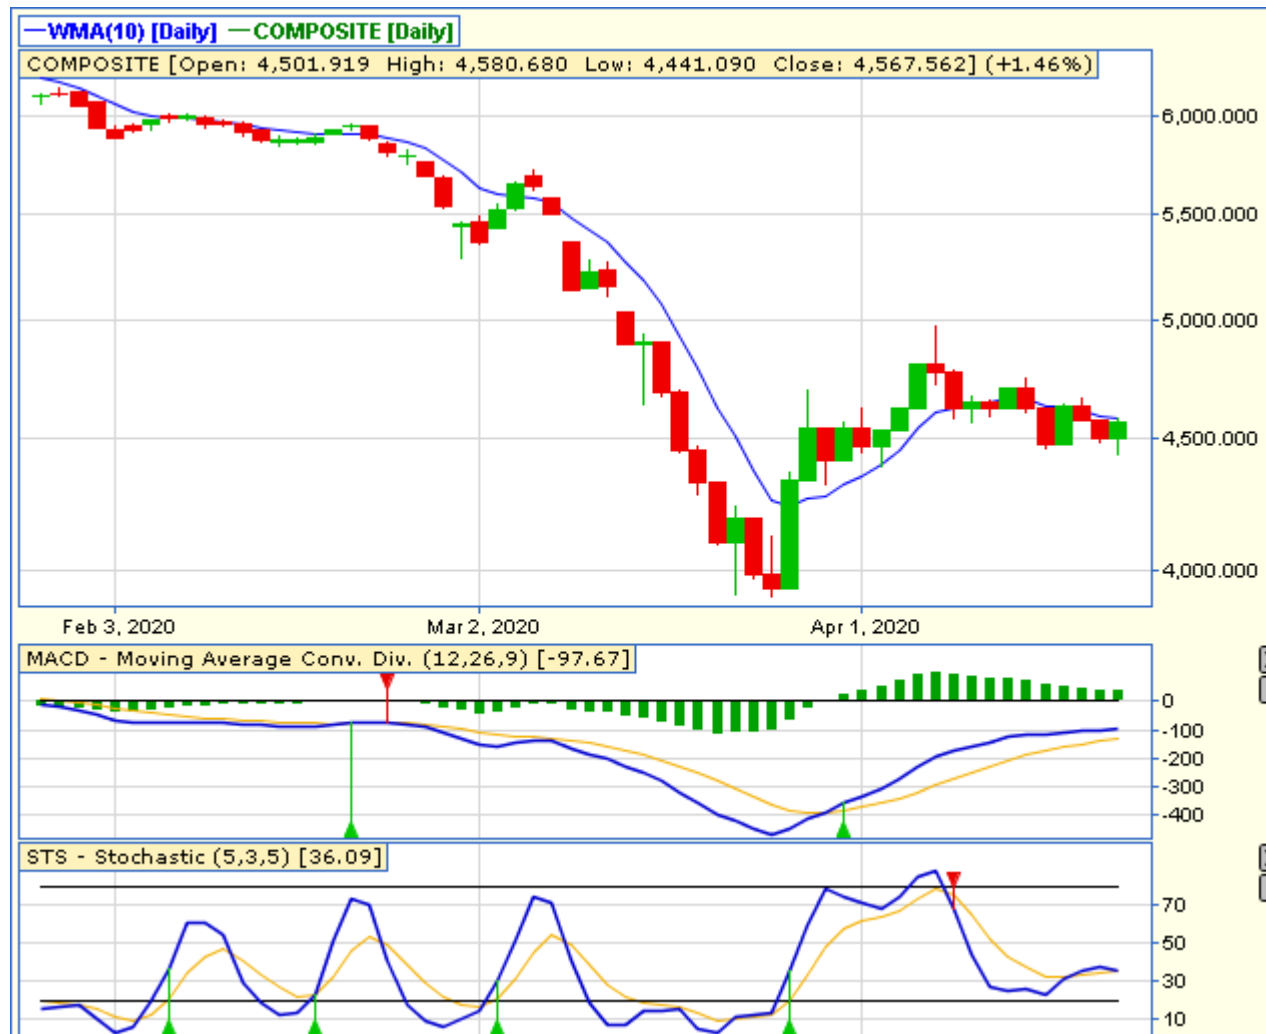 WMA(10) [Daily] COMPOSITE [Daily]
COMPOSITE [Open: 4,501.919 High: 4,580.680 Low: 4,441.090 Close: 4,567.562] (+1.46%)
6,000.000
5,500.000
5,000.000
4,500.000
4,000.000
Feb 3, 2020 Mar 2, 2020 Apr 1, 2020
MACD - Moving Average Conv. Div. (12,26,9) [-97.67]
0
-100
-200
-300
-400
STS - Stochastic (5,3,5) [36.09]
70
50
30
10